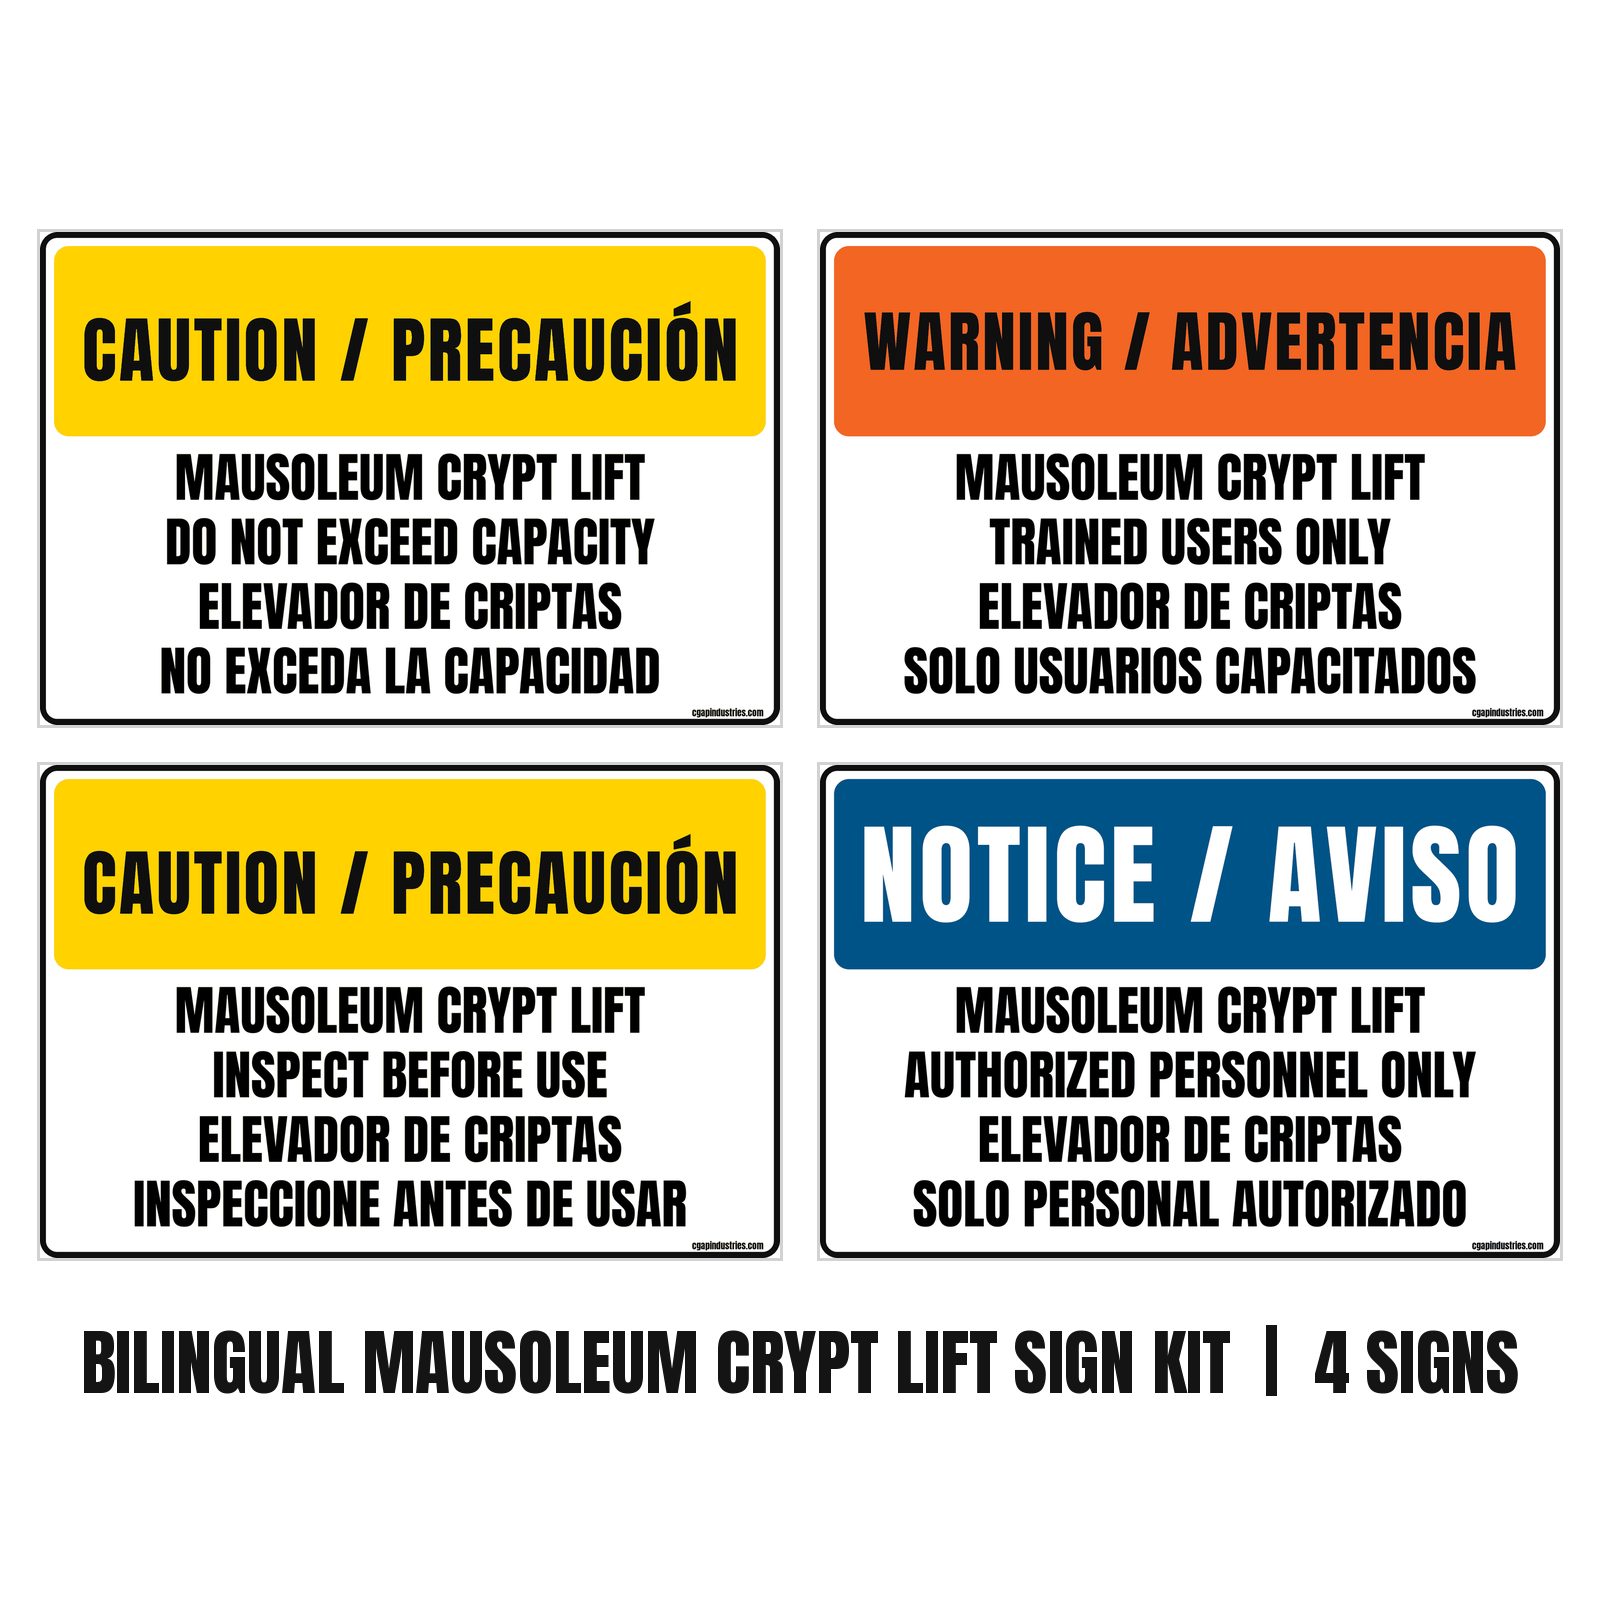 CAUTION / PRECAUCIÓN
MAUSOLEUM CRYPT LIFT
DO NOT EXCEED CAPACITY
ELEVADOR DE CRIPTAS
NO EXCEDA LA CAPACIDAD
cgapindustries.com
WARNING / ADVERTENCIA
MAUSOLEUM CRYPT LIFT
TRAINED USERS ONLY
ELEVADOR DE CRIPTAS
SOLO USUARIOS CAPACITADOS
cgapindustries.com
CAUTION / PRECAUCIÓN
MAUSOLEUM CRYPT LIFT
INSPECT BEFORE USE
ELEVADOR DE CRIPTAS
INSPECCIONE ANTES DE USAR
cgapindustries.com
NOTICE / AVISO
MAUSOLEUM CRYPT LIFT
AUTHORIZED PERSONNEL ONLY
ELEVADOR DE CRIPTAS
SOLO PERSONAL AUTORIZADO
cgapindustries.com
BILINGUAL MAUSOLEUM CRYPT LIFT SIGN KIT | 4 SIGNS